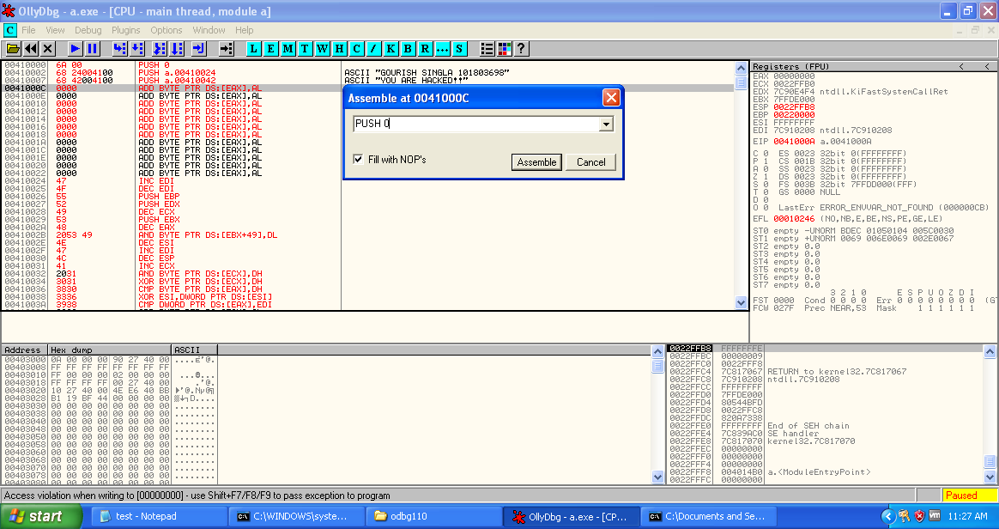 OllyDbg - a.exe - [CPU - main thread, module a]
C File View Debug Plugins Options Window Help
L E M T W H C / K B R ... S ?
00410000 6A 00 PUSH 0
00410002 68 24004100 PUSH a.00410024 ASCII "GOURISH SINGLA 101803698"
00410007 68 42004100 PUSH a.00410042 ASCII "YOU ARE HACKED!!"
0041000C 0000 ADD BYTE PTR DS:[EAX],AL
0041000E 0000 ADD BYTE PTR DS:[EAX],AL
00410010 0000 ADD BYTE PTR DS:[EAX],AL
00410012 0000 ADD BYTE PTR DS:[EAX],AL
00410014 0000 ADD BYTE PTR DS:[EAX],AL
00410016 0000 ADD BYTE PTR DS:[EAX],AL
00410018 0000 ADD BYTE PTR DS:[EAX],AL
0041001A 0000 ADD BYTE PTR DS:[EAX],AL
0041001C 0000 ADD BYTE PTR DS:[EAX],AL
0041001E 0000 ADD BYTE PTR DS:[EAX],AL
00410020 0000 ADD BYTE PTR DS:[EAX],AL
00410022 0000 ADD BYTE PTR DS:[EAX],AL
00410024 47 INC EDI
00410025 4F DEC EDI
00410026 55 PUSH EBP
00410027 52 PUSH EDX
00410028 49 DEC ECX
00410029 53 PUSH EBX
0041002A 48 DEC EAX
0041002B 2053 49 AND BYTE PTR DS:[EBX+49],DL
0041002E 4E DEC ESI
0041002F 47 INC EDI
00410030 4C DEC ESP
00410031 41 INC ECX
00410032 2031 AND BYTE PTR DS:[ECX],DH
00410034 3031 XOR BYTE PTR DS:[ECX],DH
00410036 3830 CMP BYTE PTR DS:[EAX],DH
00410038 3336 XOR ESI,DWORD PTR DS:[ESI]
0041003A 3938 CMP DWORD PTR DS:[EAX],EDI
Assemble at 0041000C
PUSH 0
Fill with NOP's
Assemble
Cancel
Registers (FPU) < <
EAX 00000000
ECX 0022FFB0
EDX 7C90E4F4 ntdll.KiFastSystemCallRet
EBX 7FFDE000
ESP 0022FFB8
EBP 00220000
ESI FFFFFFFF
EDI 7C910208 ntdll.7C910208
EIP 0041000A a.0041000A
C 0 ES 0023 32bit 0(FFFFFFFF)
P 1 CS 001B 32bit 0(FFFFFFFF)
A 0 SS 0023 32bit 0(FFFFFFFF)
Z 1 DS 0023 32bit 0(FFFFFFFF)
S 0 FS 003B 32bit 7FFDD000(FFF)
T 0 GS 0000 NULL
D 0
O 0 LastErr ERROR_ENVVAR_NOT_FOUND (000000CB)
EFL 00010246 (NO,NB,E,BE,NS,PE,GE,LE)
ST0 empty -UNORM BDEC 01050104 005C0030
ST1 empty +UNORM 0069 006E0069 002E0067
ST2 empty 0.0
ST3 empty 0.0
ST4 empty 0.0
ST5 empty 0.0
ST6 empty 0.0
ST7 empty 0.0
3 2 1 0 E S P U O Z D I
FST 0000 Cond 0 0 0 0 Err 0 0 0 0 0 0 0 0 (GT
FCW 027F Prec NEAR,53 Mask 1 1 1 1 1 1
Address Hex dump ASCII
00403000 0A 00 00 00 90 27 40 00
00403008 FF FF FF FF FF FF FF FF
00403010 FF 00 00 00 02 00 00 00
00403018 FF FF FF FF 00 27 40 00
00403020 10 27 40 00 4E E6 40 BB
00403028 B1 19 BF 44 00 00 00 00
00403030 00 00 00 00 00 00 00 00 ........
00403038 00 00 00 00 00 00 00 00 ........
00403040 00 00 00 00 00 00 00 00 ........
00403048 00 00 00 00 00 00 00 00 ........
00403050 00 00 00 00 00 00 00 00 ........
00403058 00 00 00 00 00 00 00 00 ........
00403060 00 00 00 00 00 00 00 00 ........
00403068 00 00 00 00 00 00 00 00 ........
00403070 00 00 00 00 00 00 00 00 ........
00403078 00 00 00 00 00 00 00 00 ........
0022FFB8 FFFFFFFE
0022FFBC 00000009
0022FFC0 0022FFF8
0022FFC4 7C817067 RETURN to kernel32.7C817067
0022FFC8 7C910208 ntdll.7C910208
0022FFCC FFFFFFFF
0022FFD0 7FFDE000
0022FFD4 80544BFD
0022FFD8 0022FFC8
0022FFDC 820A7338
0022FFE0 FFFFFFFF End of SEH chain
0022FFE4 7C839AC0 SE handler
0022FFE8 7C817070 kernel32.7C817070
0022FFEC 00000000
0022FFF0 00000000
0022FFF4 00000000
0022FFF8 004014B0 a.<ModuleEntryPoint>
0022FFFC 00000000
Access violation when writing to [00000000] - use Shift+F7/F8/F9 to pass exception to program
Paused
start
test - Notepad
C:\WINDOWS\syste...
odbg110
OllyDbg - a.exe - [CP...
C:\Documents and Se...
11:27 AM